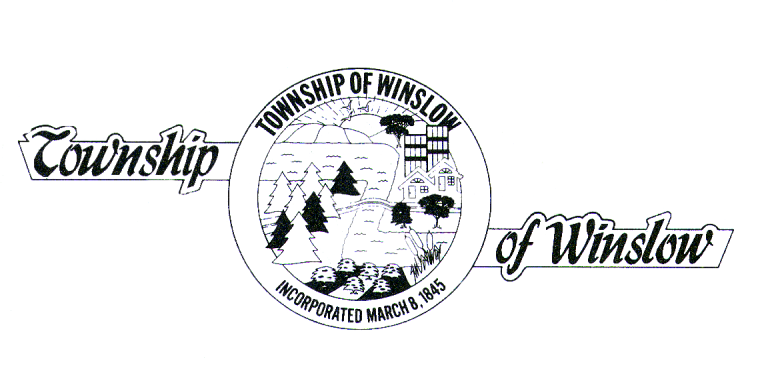 Township
TOWNSHIP OF WINSLOW
INCORPORATED MARCH 8, 1845
of Winslow